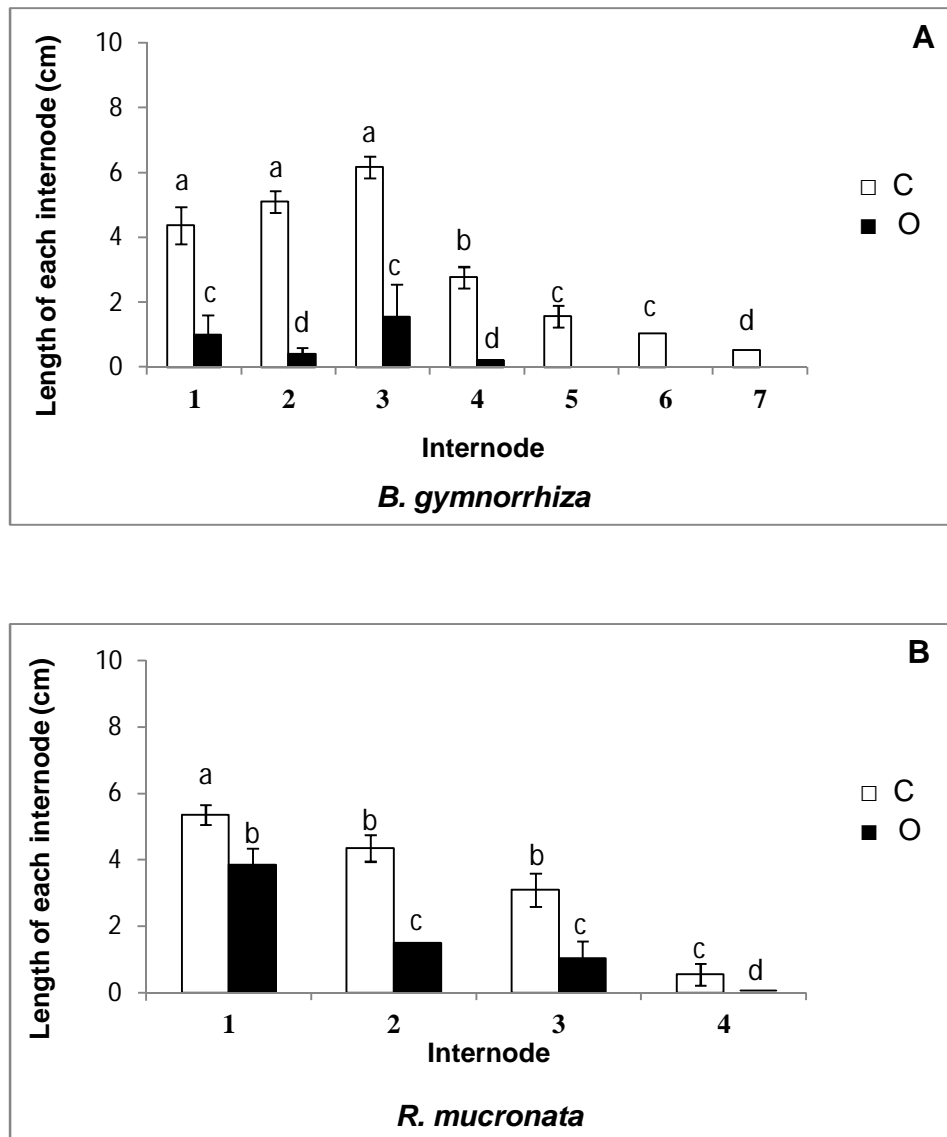 A
Length of each internode (cm)
10
8
6
4
2
0
a
a
a
b
c
c
d
c
d
c
d
1 2 3 4 5 6 7
Internode
B. gymnorrhiza
C
O
B
Length of each internode (cm)
10
8
6
4
2
0
a
b
b
c
b
c
c
d
1 2 3 4
Internode
R. mucronata
C
O